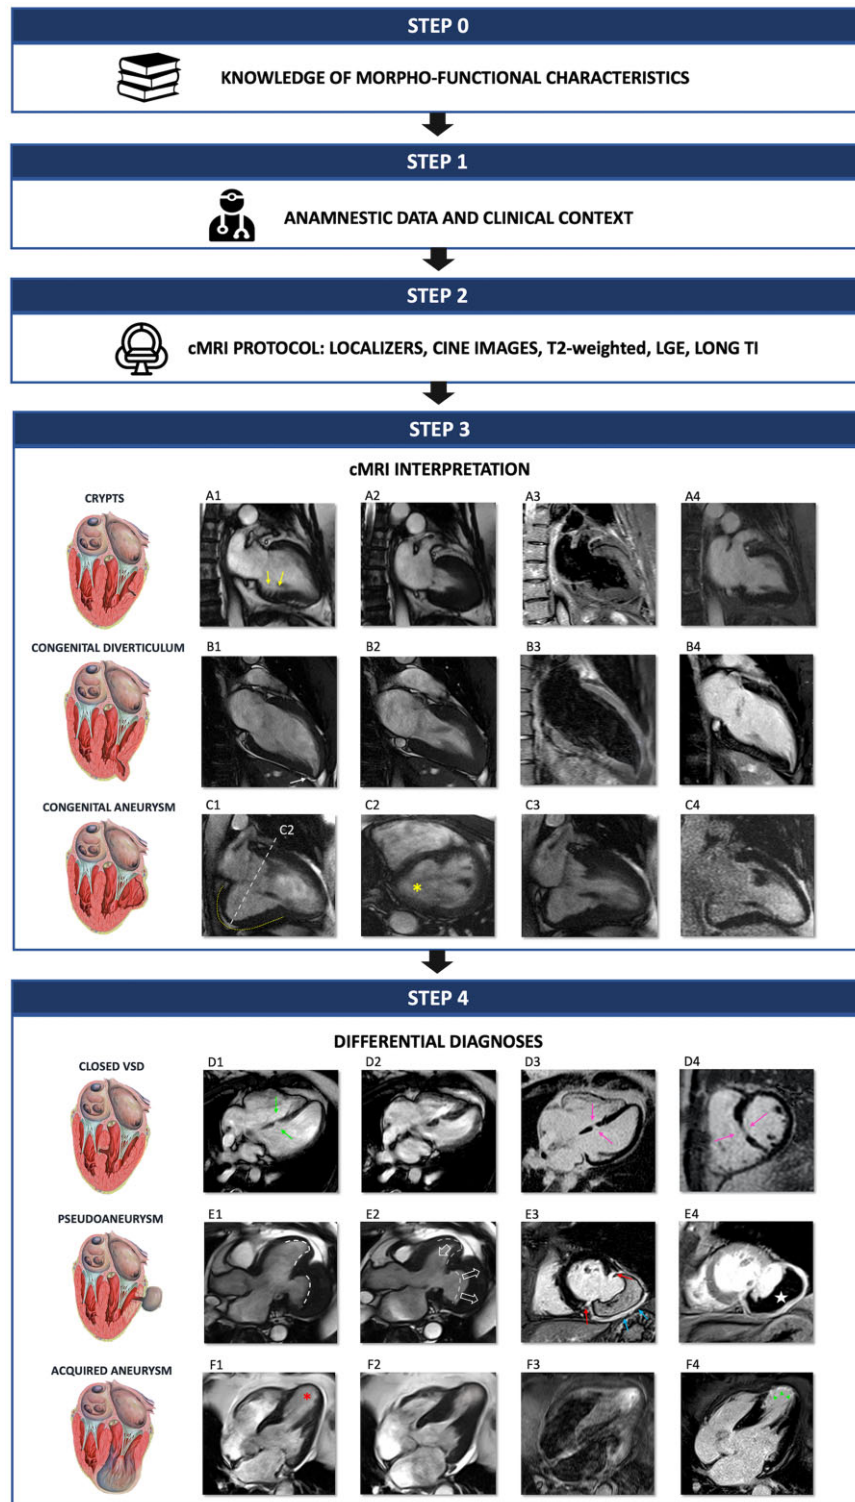 STEP 0
KNOWLEDGE OF MORPHO-FUNCTIONAL CHARACTERISTICS
STEP 1
ANAMNESTIC DATA AND CLINICAL CONTEXT
STEP 2
cMRI PROTOCOL: LOCALIZERS, CINE IMAGES, T2-weighted, LGE, LONG TI
STEP 3
cMRI INTERPRETATION
CRYPTS
A1 A2 A3 A4
CONGENITAL DIVERTICULUM
B1 B2 B3 B4
CONGENITAL ANEURYSM
C1 C2 C3 C4
C2
STEP 4
DIFFERENTIAL DIAGNOSES
CLOSED VSD
D1 D2 D3 D4
PSEUDOANEURYSM
E1 E2 E3 E4
ACQUIRED ANEURYSM
F1 F2 F3 F4